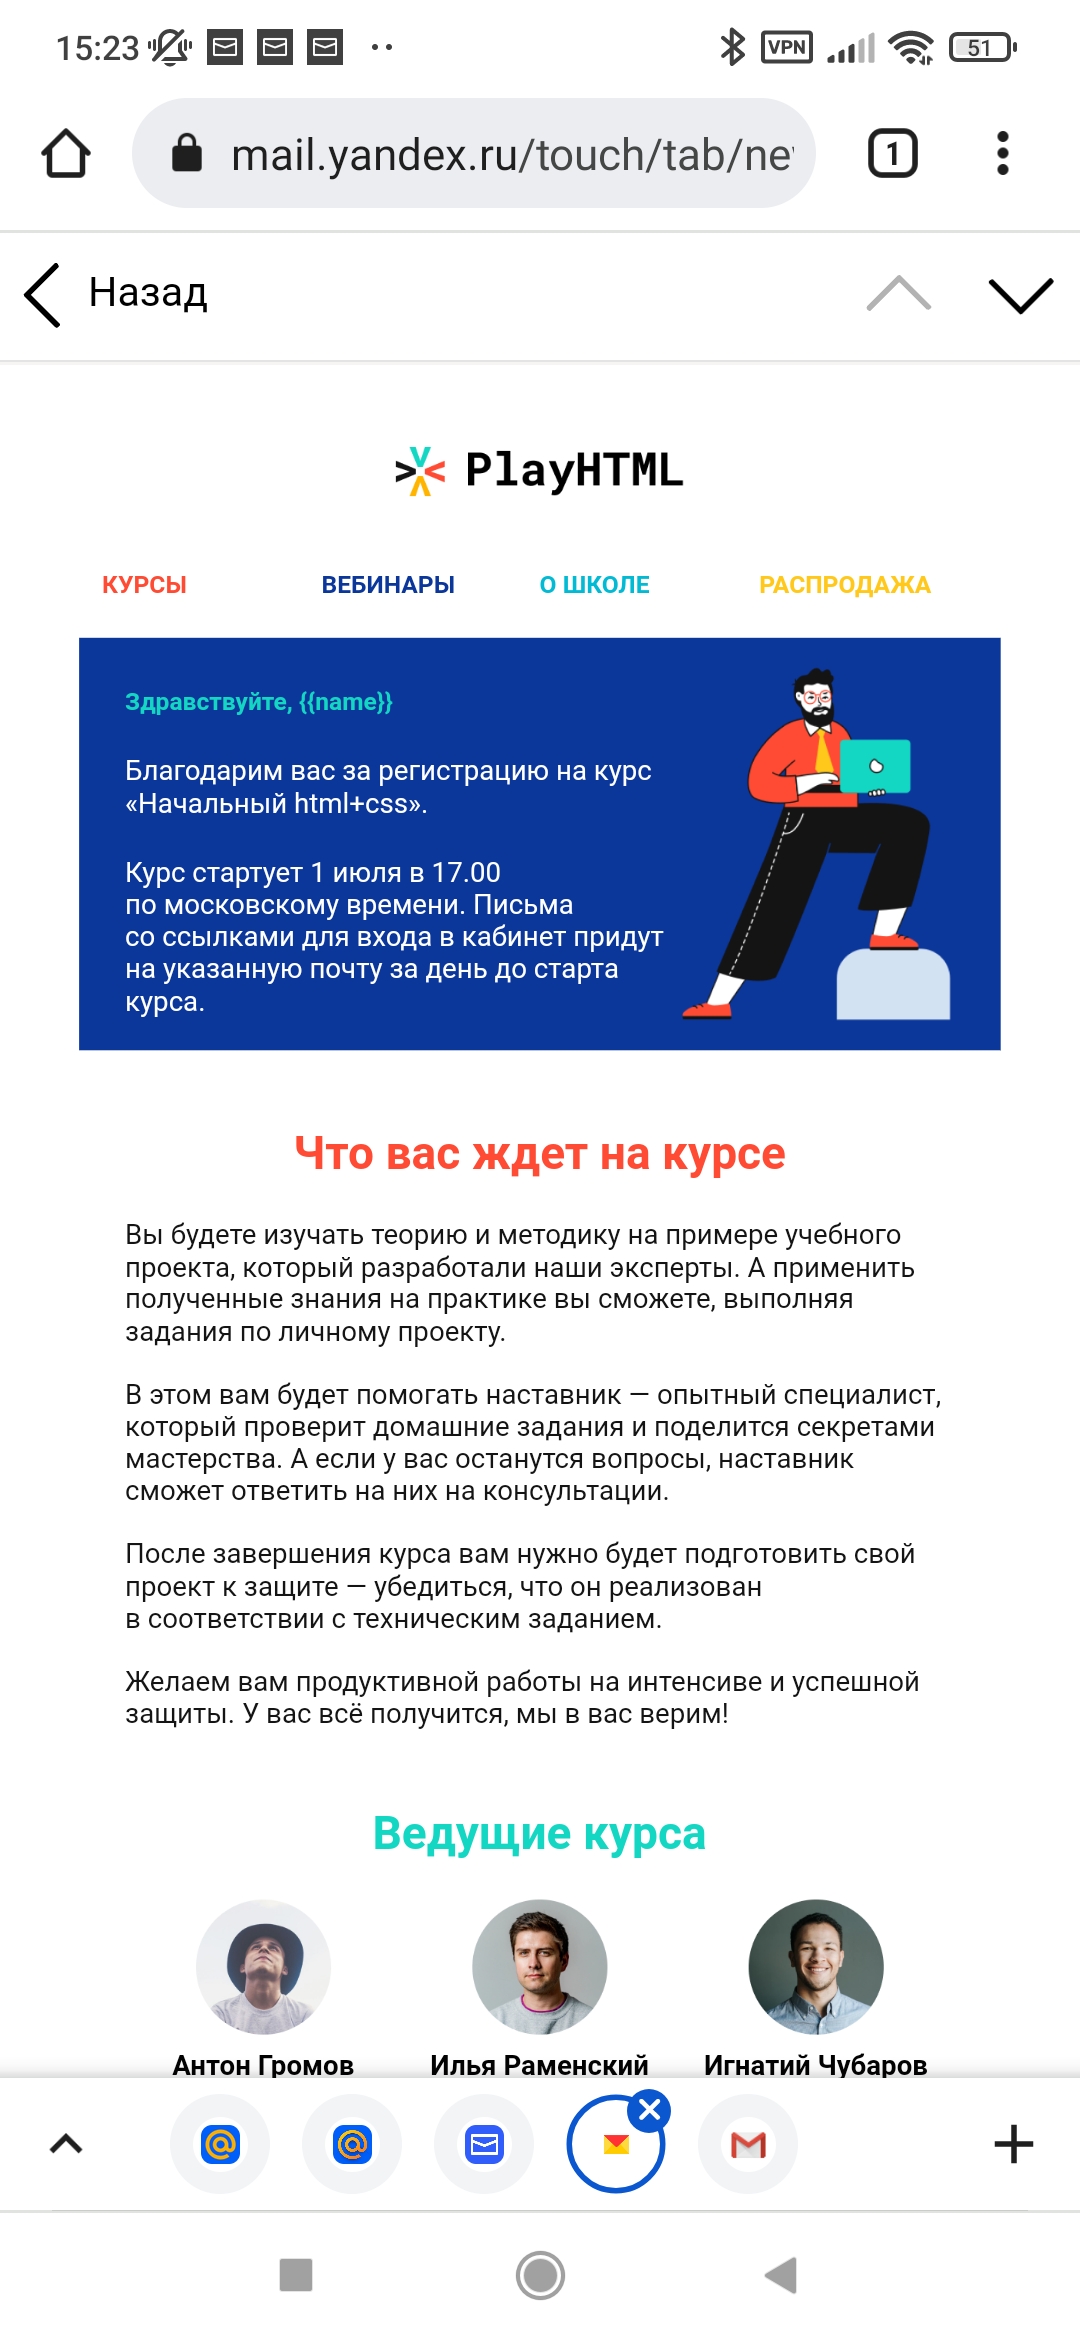 15:23
VPN
51
mail.yandex.ru/touch/tab/ne
1
Назад
PlayHTML
КУРСЫ ВЕБИНАРЫ О ШКОЛЕ РАСПРОДАЖА
Здравствуйте, {{name}}
Благодарим вас за регистрацию на курс
«Начальный html+css».
Курс стартует 1 июля в 17.00
по московскому времени. Письма
со ссылками для входа в кабинет придут
на указанную почту за день до старта
курса.
Что вас ждет на курсе
Вы будете изучать теорию и методику на примере учебного
проекта, который разработали наши эксперты. А применить
полученные знания на практике вы сможете, выполняя
задания по личному проекту.
В этом вам будет помогать наставник — опытный специалист,
который проверит домашние задания и поделится секретами
мастерства. А если у вас останутся вопросы, наставник
сможет ответить на них на консультации.
После завершения курса вам нужно будет подготовить свой
проект к защите — убедиться, что он реализован
в соответствии с техническим заданием.
Желаем вам продуктивной работы на интенсиве и успешной
защиты. У вас всё получится, мы в вас верим!
Ведущие курса
Антон Громов Илья Раменский Игнатий Чубаров